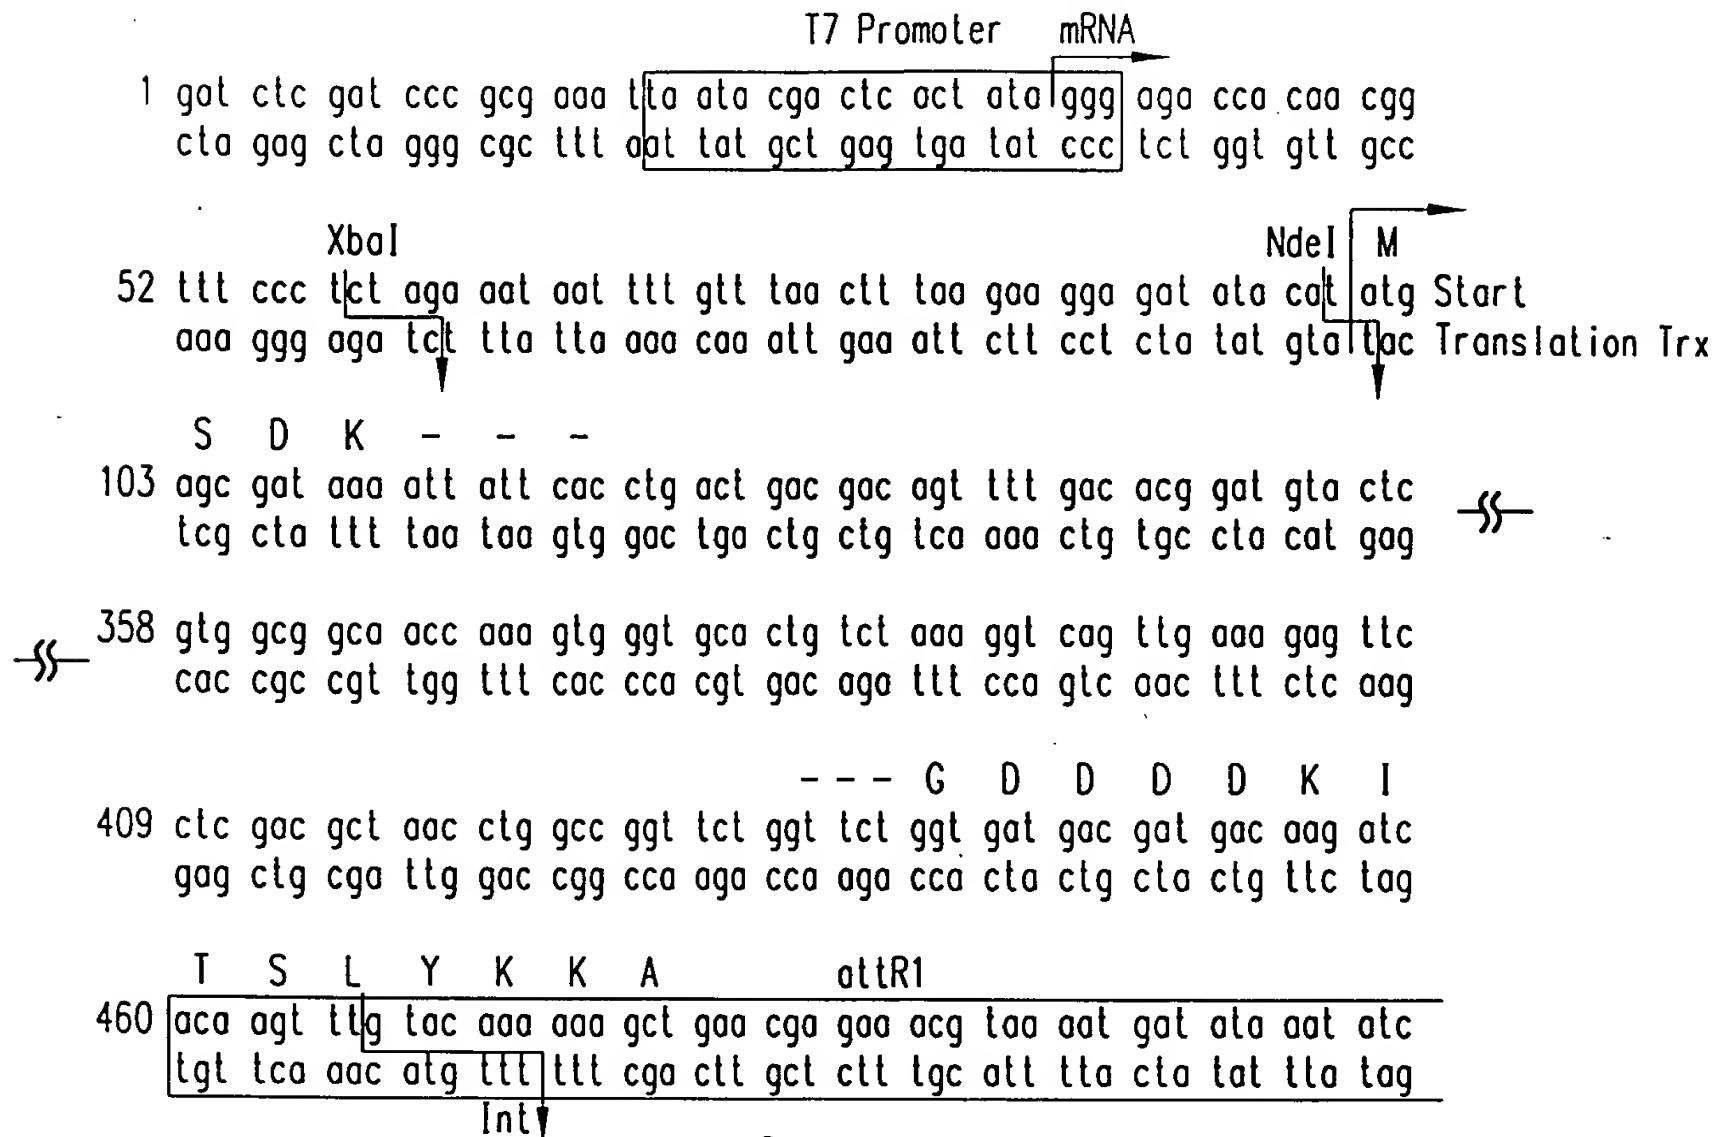 T7 Promoter mRNA
1 gat ctc gat ccc gcg aaa tta ata cga ctc act ata ggg aga cca caa cgg
cta gag cta ggg cgc ttt aat tat gct gag tga tat ccc tct ggt gtt gcc
XbaI NdeI M
52 ttt ccc tct aga aat aat ttt gtt taa ctt taa gaa gga gat ata cat atg Start
aaa ggg aga tct tta tta aaa caa att gaa att ctt cct cta tat gta tac Translation Trx
S D K - - -
103 agc gat aaa att att cac ctg act gac gac agt ttt gac acg gat gta ctc
tcg cta ttt taa taa gtg gac tga ctg ctg tca aaa ctg tgc cta cat gag
358 gtg gcg gca acc aaa gtg ggt gca ctg tct aaa ggt cag ttg aaa gag ttc
cac cgc cgt tgg ttt cac cca cgt gac aga ttt cca gtc aac ttt ctc aag
- - - G D D D D K I
409 ctc gac gct aac ctg gcc ggt tct ggt tct ggt gat gac gat gac aag atc
gag ctg cga ttg gac cgg cca aga cca aga cca cta ctg cta ctg ttc tag
T S L Y K K A attR1
460 aca agt ttg tac aaa aaa gct gaa cga gaa acg taa aat gat ata aat atc
tgt tca aac atg ttt ttt cga ctt gct ctt tgc att tta cta tat tta tag
Int